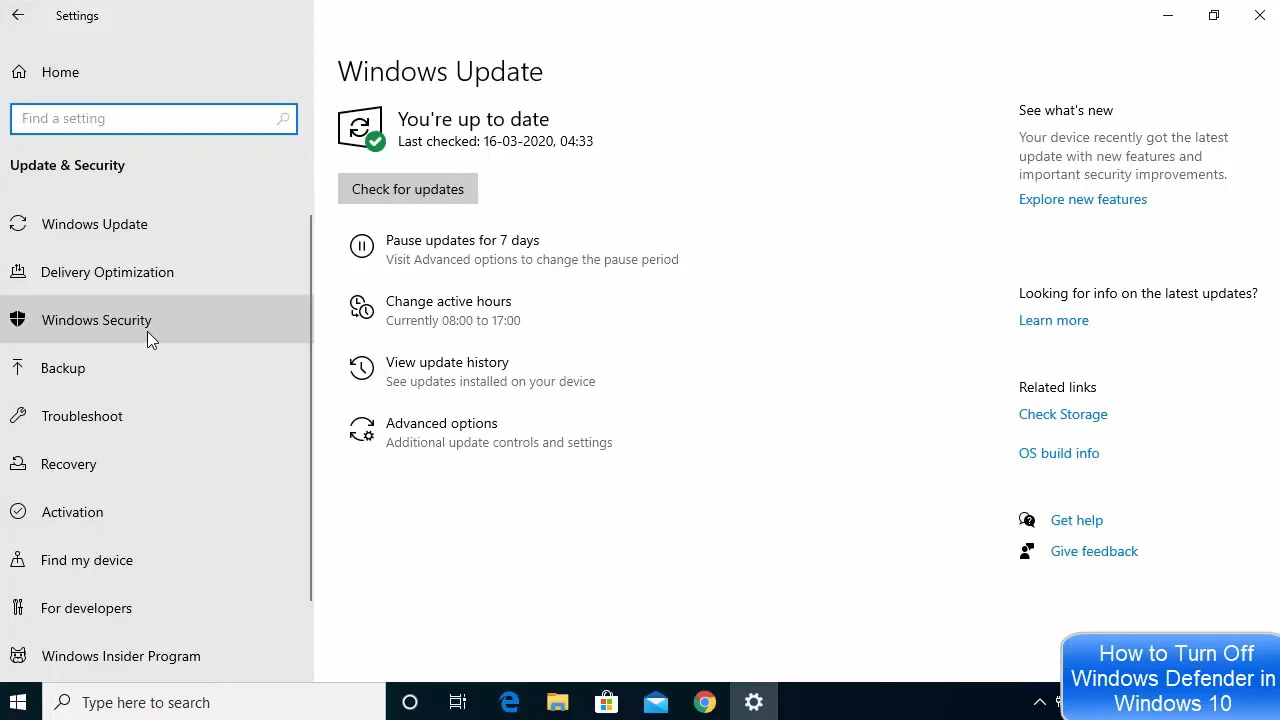 Settings
Home
Find a setting
Update & Security
Windows Update
Delivery Optimization
Windows Security
Backup
Troubleshoot
Recovery
Activation
Find my device
For developers
Windows Insider Program
Windows Update
You're up to date
Last checked: 16-03-2020, 04:33
Check for updates
Pause updates for 7 days
Visit Advanced options to change the pause period
Change active hours
Currently 08:00 to 17:00
View update history
See updates installed on your device
Advanced options
Additional update controls and settings
See what's new
Your device recently got the latest
update with new features and
important security improvements.
Explore new features
Looking for info on the latest updates?
Learn more
Related links
Check Storage
OS build info
Get help
Give feedback
How to Turn Off
Windows Defender in
Windows 10
Type here to search